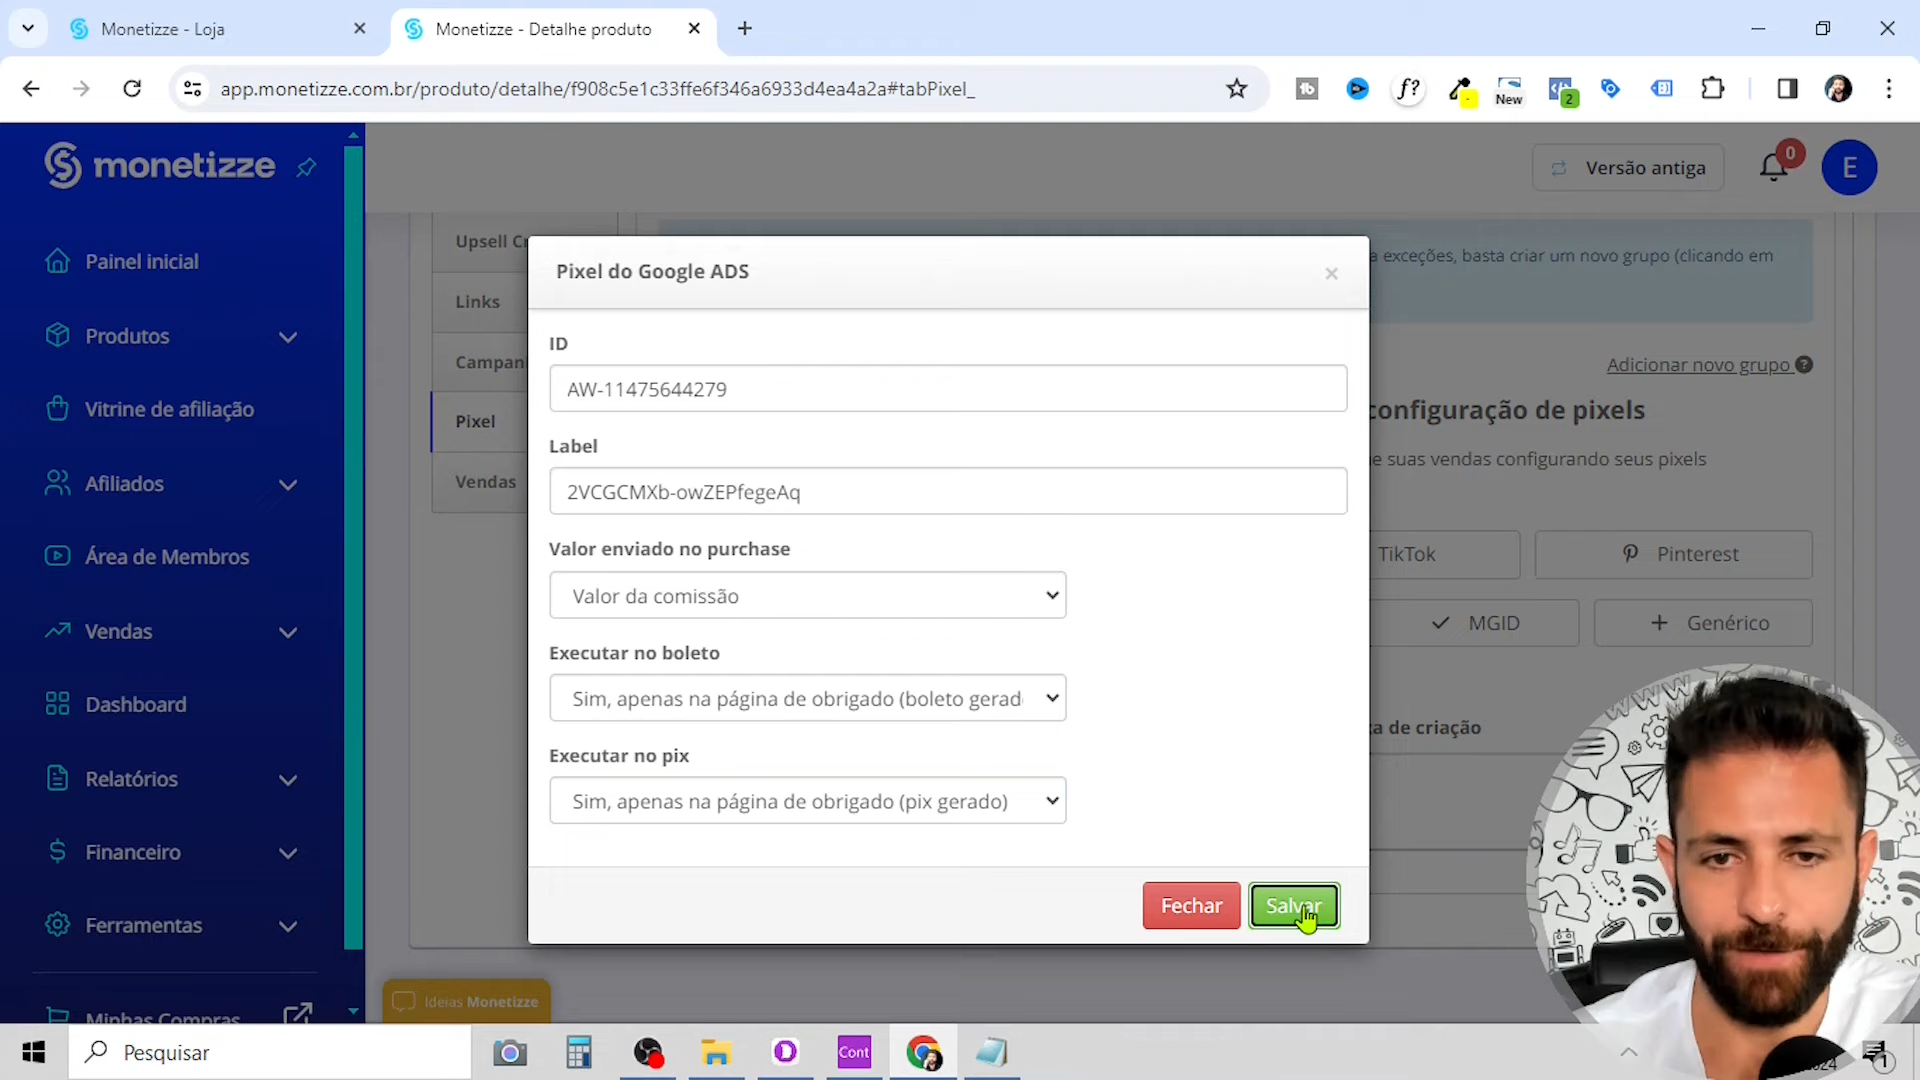 Monetizze - Loja
Monetizze - Detalhe produto
app.monetizze.com.br/produto/detalhe/f908c5e1c33ffe6f346a6933d4ea4a2a#tabPixel_
tb
f?
New
2
monetizze
Versão antiga
0
E
Painel inicial
Produtos
Vitrine de afiliação
Afiliados
Área de Membros
Vendas
Dashboard
Relatórios
Financeiro
Ferramentas
Minhas Compras
Upsell
Links
Campan
Pixel
Vendas
exceções, basta criar um novo grupo (clicando em
Adicionar novo grupo
configuração de pixels
e suas vendas configurando seus pixels
TikTok
Pinterest
MGID
Genérico
de criação
Pixel do Google ADS
ID
AW-11475644279
Label
2VCGCMXb-owZEPfegeAq
Valor enviado no purchase
Valor da comissão
Executar no boleto
Sim, apenas na página de obrigado (boleto gerad
Executar no pix
Sim, apenas na página de obrigado (pix gerado)
Fechar
Salvar
Ideias Monetizze
WWW
Pesquisar
Cont
1